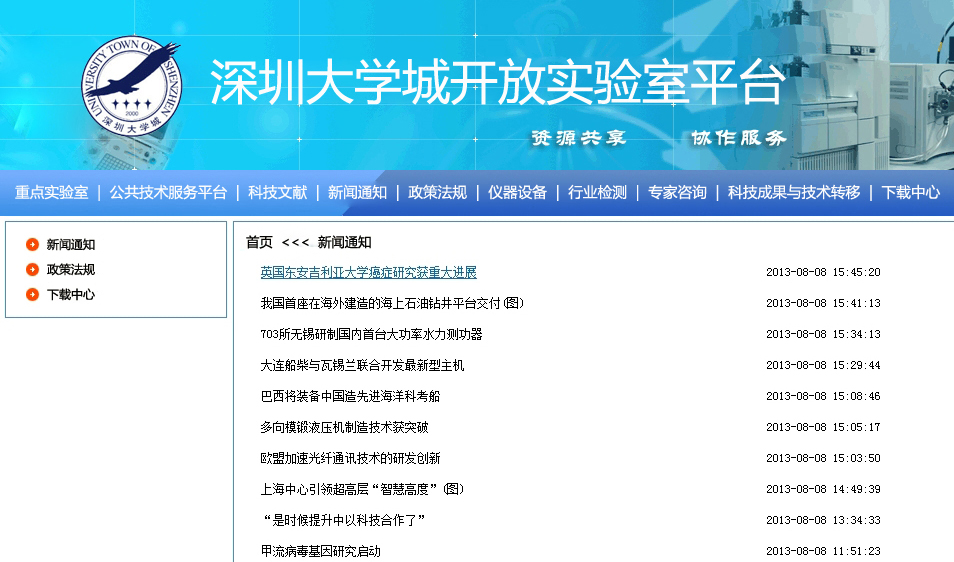 UNIVERSITY TOWN OF SHENZHEN
2000
深圳大学城
深圳大学城开放实验室平台
资源共享 协作服务
重点实验室 | 公共技术服务平台 | 科技文献 | 新闻通知 | 政策法规 | 仪器设备 | 行业检测 | 专家咨询 | 科技成果与技术转移 | 下载中心
新闻通知
政策法规
下载中心
首页 <<< 新闻通知
英国东安吉利亚大学癌症研究获重大进展 2013-08-08 15:45:20
我国首座在海外建造的海上石油钻井平台交付(图) 2013-08-08 15:41:13
703所无锡研制国内首台大功率水力测功器 2013-08-08 15:34:13
大连船柴与瓦锡兰联合开发最新型主机 2013-08-08 15:29:44
巴西将装备中国造先进海洋科考船 2013-08-08 15:08:46
多向模锻液压机制造技术获突破 2013-08-08 15:05:17
欧盟加速光纤通讯技术的研发创新 2013-08-08 15:03:50
上海中心引领超高层“智慧高度”(图) 2013-08-08 14:49:39
“是时候提升中以科技合作了” 2013-08-08 13:34:33
甲流病毒基因研究启动 2013-08-08 11:51:23